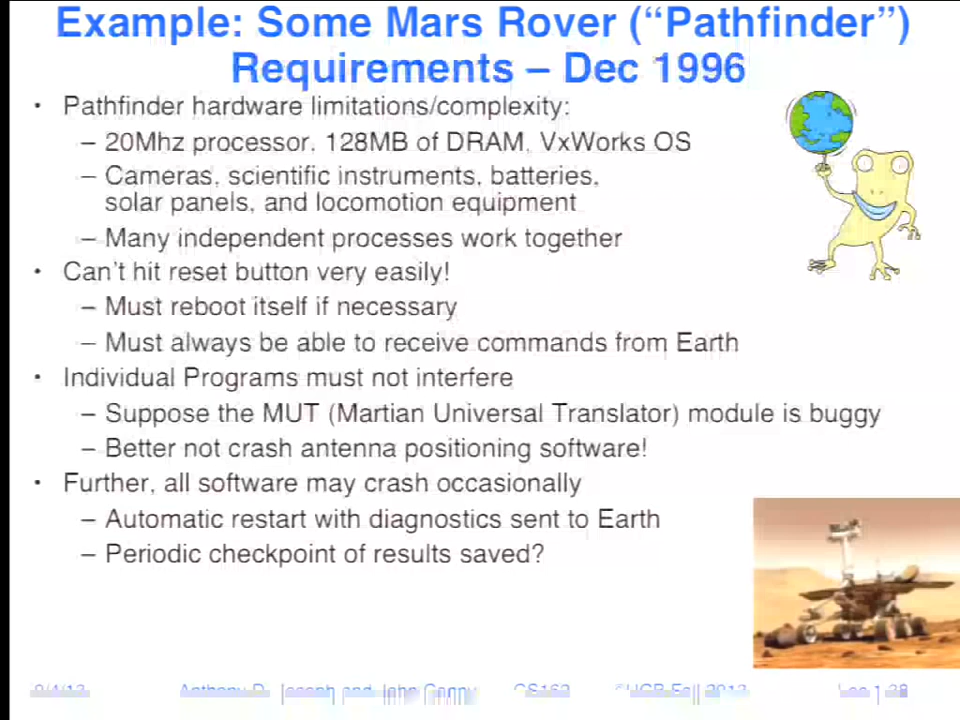 Example: Some Mars Rover (“Pathfinder”)
Requirements – Dec 1996
• Pathfinder hardware limitations/complexity:
– 20Mhz processor, 128MB of DRAM, VxWorks OS
– Cameras, scientific instruments, batteries,
solar panels, and locomotion equipment
– Many independent processes work together
• Can’t hit reset button very easily!
– Must reboot itself if necessary
– Must always be able to receive commands from Earth
• Individual Programs must not interfere
– Suppose the MUT (Martian Universal Translator) module is buggy
– Better not crash antenna positioning software!
• Further, all software may crash occasionally
– Automatic restart with diagnostics sent to Earth
– Periodic checkpoint of results saved?
Anthony D. Joseph and John Canny CS162 ©UCB Fall 2013